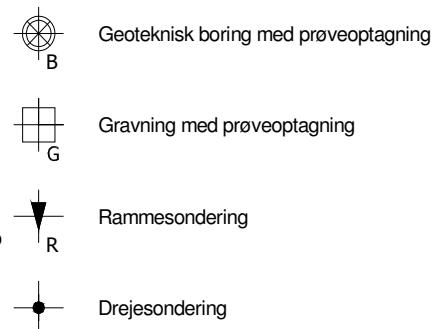 Geoteknisk boring med prøveoptagning
B
Gravning med prøveoptagning
G
Rammesondering
R
Drejesondering